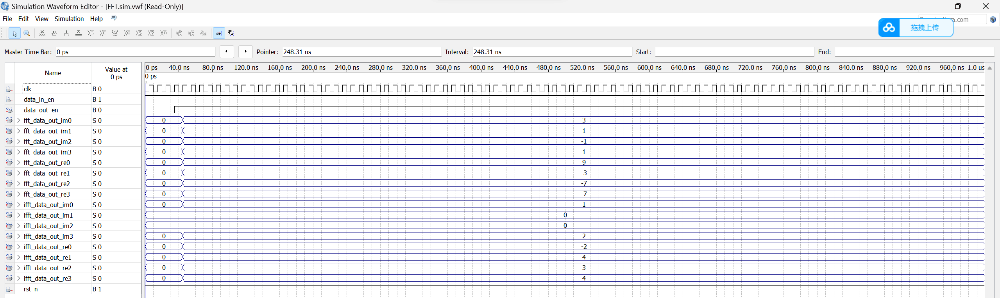 Simulation Waveform Editor - [FFT.sim.vwf (Read-Only)]
File Edit View Simulation Help
拖拽上传
Master Time Bar: 0 ps Pointer: 248.31 ns Interval: 248.31 ns Start: End:
Name Value at 0 ps
0 ps 40.0 ns 80.0 ns 120.0 ns 160.0 ns 200.0 ns 240.0 ns 280.0 ns 320.0 ns 360.0 ns 400.0 ns 440.0 ns 480.0 ns 520.0 ns 560.0 ns 600.0 ns 640.0 ns 680.0 ns 720.0 ns 760.0 ns 800.0 ns 840.0 ns 880.0 ns 920.0 ns 960.0 ns 1.0 us
0 ps
clk B 0
data_in_en B 1
data_out_en B 0
fft_data_out_im0 S 0 0 3
fft_data_out_im1 S 0 0 1
fft_data_out_im2 S 0 0 -1
fft_data_out_im3 S 0 0 1
fft_data_out_re0 S 0 0 9
fft_data_out_re1 S 0 0 -3
fft_data_out_re2 S 0 0 -7
fft_data_out_re3 S 0 0 -7
ifft_data_out_im0 S 0 0 1
ifft_data_out_im1 S 0 0
ifft_data_out_im2 S 0 0
ifft_data_out_im3 S 0 0 2
ifft_data_out_re0 S 0 0 -2
ifft_data_out_re1 S 0 0 4
ifft_data_out_re2 S 0 0 3
ifft_data_out_re3 S 0 0 4
rst_n B 1